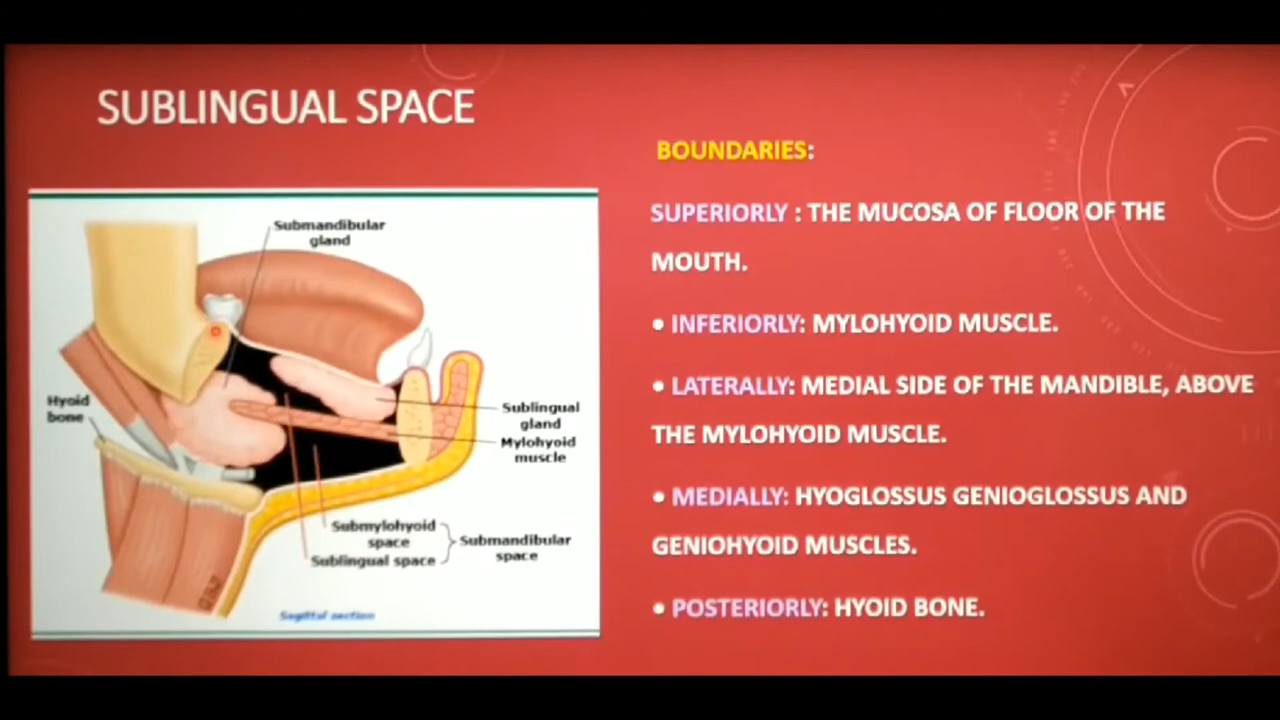 SUBLINGUAL SPACE
BOUNDARIES:
SUPERIORLY : THE MUCOSA OF FLOOR OF THE
MOUTH.
• INFERIORLY: MYLOHYOID MUSCLE.
• LATERALLY: MEDIAL SIDE OF THE MANDIBLE, ABOVE
THE MYLOHYOID MUSCLE.
• MEDIALLY: HYOGLOSSUS GENIOGLOSSUS AND
GENIOHYOID MUSCLES.
• POSTERIORLY: HYOID BONE.
Submandibular
gland
Hyoid
bone
Sublingual
gland
Mylohyoid
muscle
Submylohyoid
space
Sublingual space
Submandibular
space
Sagittal section